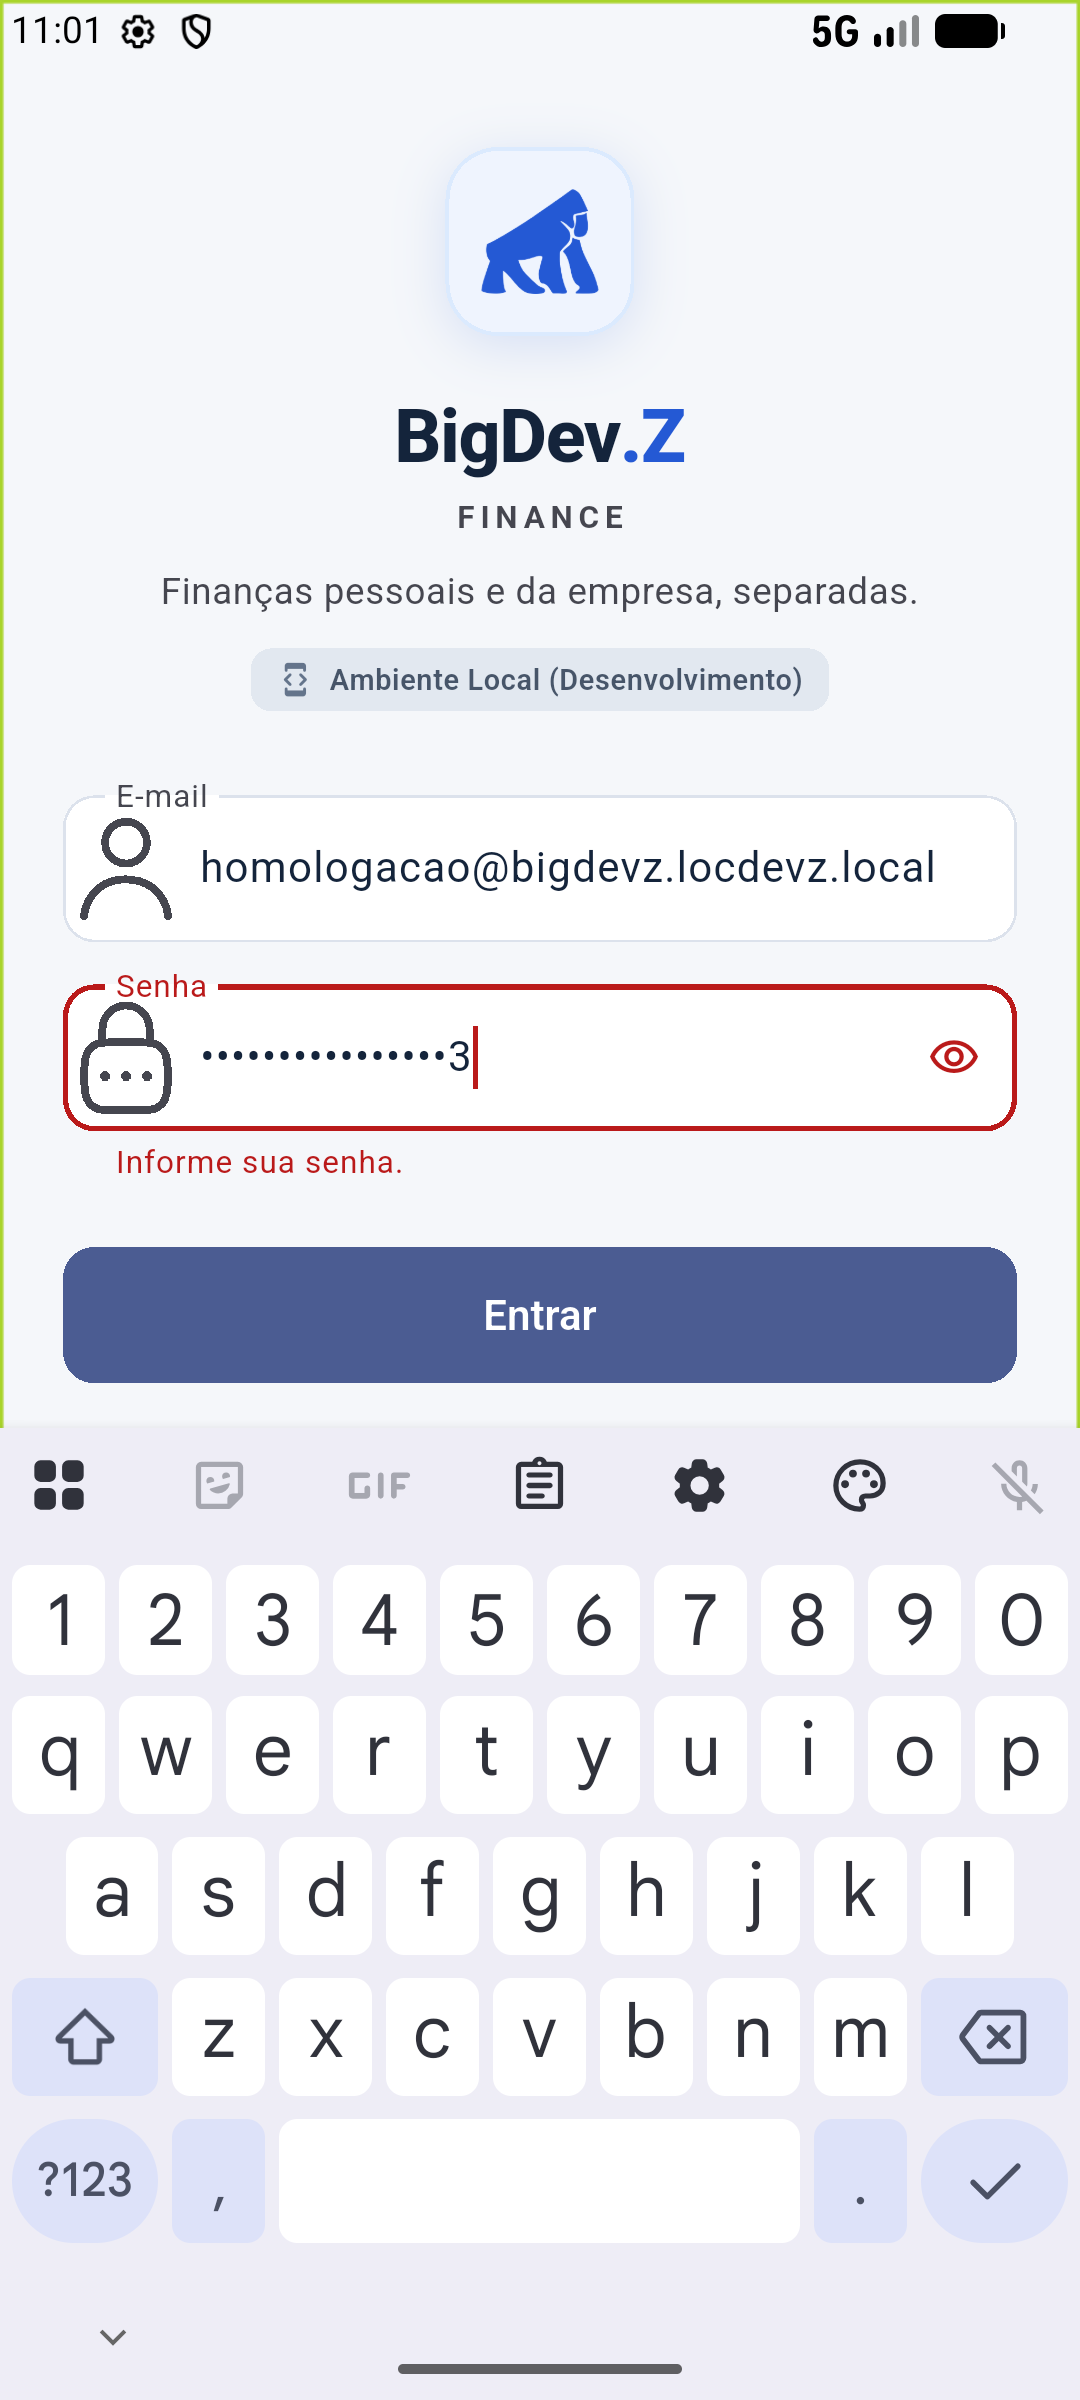 11:01
5G
BigDev.Z
FINANCE
Finanças pessoais e da empresa, separadas.
Ambiente Local (Desenvolvimento)
E-mail
homologacao@bigdevz.locdevz.local
Senha
••••••••••••••••3
Informe sua senha.
Entrar
GIF
1 2 3 4 5 6 7 8 9 0
q w e r t y u i o p
a s d f g h j k l
z x c v b n m
?123 , .